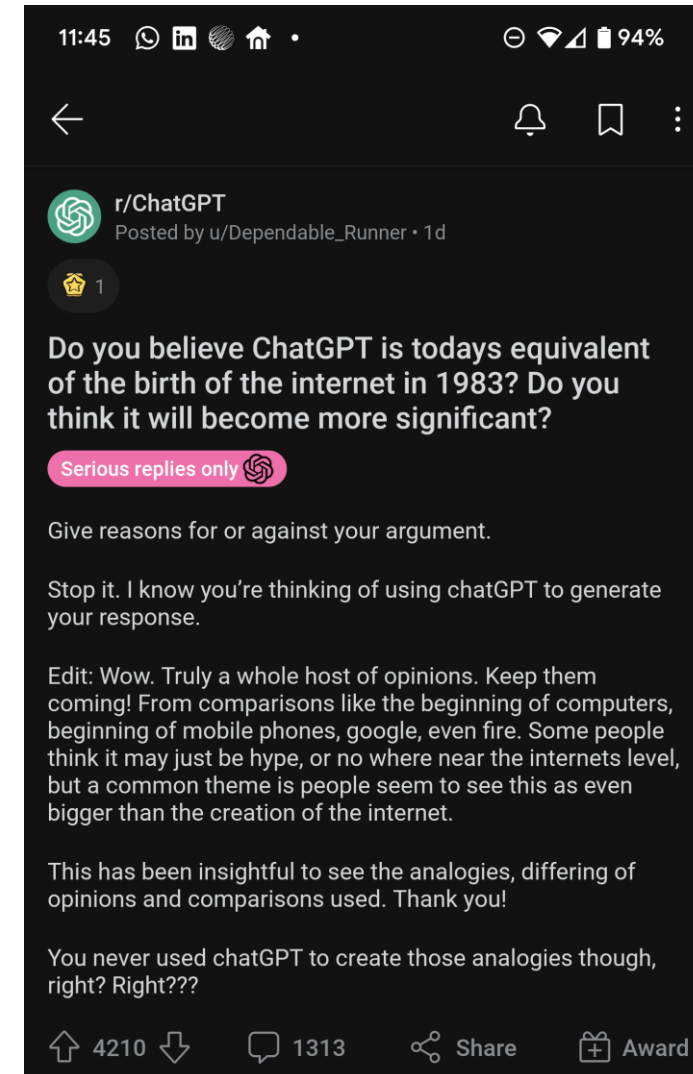 11:45 94%
r/ChatGPT
Posted by u/Dependable_Runner • 1d
1
Do you believe ChatGPT is todays equivalent
of the birth of the internet in 1983? Do you
think it will become more significant?
Serious replies only
Give reasons for or against your argument.
Stop it. I know you’re thinking of using chatGPT to generate
your response.
Edit: Wow. Truly a whole host of opinions. Keep them
coming! From comparisons like the beginning of computers,
beginning of mobile phones, google, even fire. Some people
think it may just be hype, or no where near the internets level,
but a common theme is people seem to see this as even
bigger than the creation of the internet.
This has been insightful to see the analogies, differing of
opinions and comparisons used. Thank you!
You never used chatGPT to create those analogies though,
right? Right???
4210 1313 Share Award